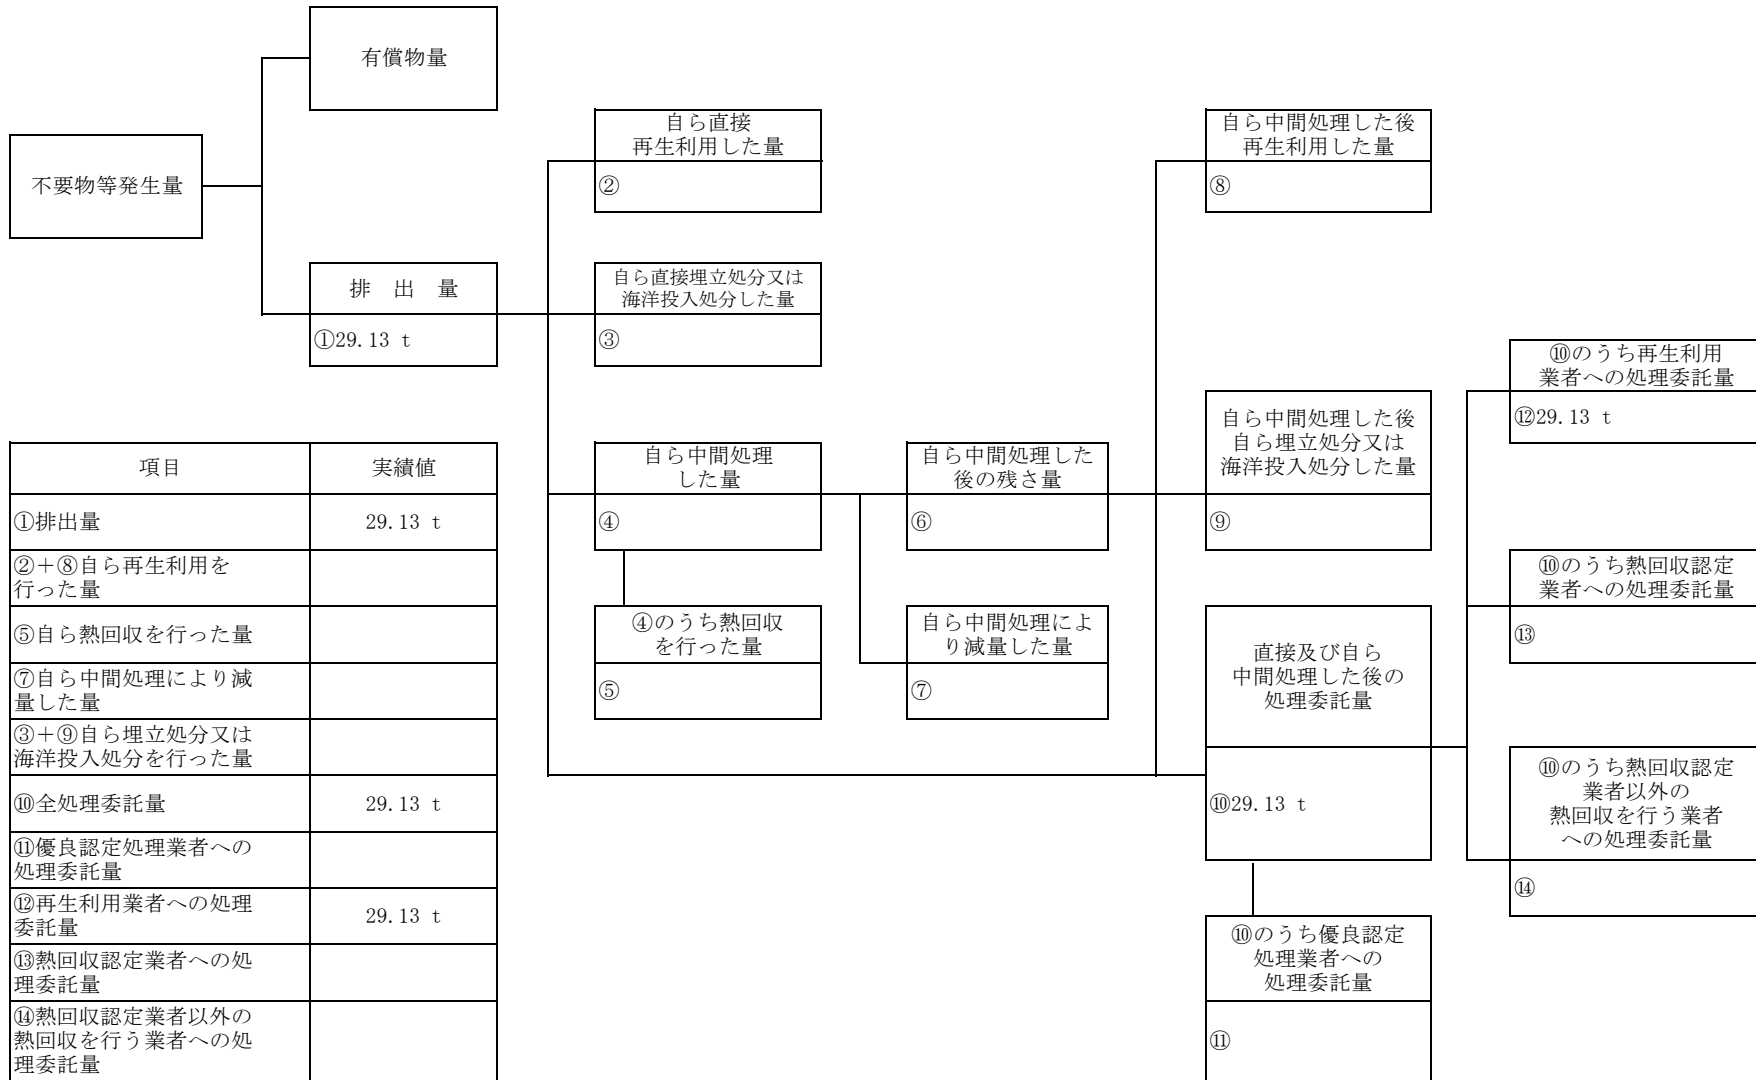 有償物量
不要物等発生量
排　出　量
①29.13 t
自ら直接
再生利用した量
②
自ら直接埋立処分又は
海洋投入処分した量
③
自ら中間処理
した量
④
④のうち熱回収
を行った量
⑤
自ら中間処理した
後の残さ量
⑥
自ら中間処理によ
り減量した量
⑦
自ら中間処理した後
再生利用した量
⑧
自ら中間処理した後
自ら埋立処分又は
海洋投入処分した量
⑨
直接及び自ら
中間処理した後の
処理委託量
⑩29.13 t
⑩のうち優良認定
処理業者への
処理委託量
⑪
⑩のうち再生利用
業者への処理委託量
⑫29.13 t
⑩のうち熱回収認定
業者への処理委託量
⑬
⑩のうち熱回収認定
業者以外の
熱回収を行う業者
への処理委託量
⑭
項目 実績値
①排出量 29.13 t
②＋⑧自ら再生利用を
行った量
⑤自ら熱回収を行った量
⑦自ら中間処理により減
量した量
③＋⑨自ら埋立処分又は
海洋投入処分を行った量
⑩全処理委託量 29.13 t
⑪優良認定処理業者への
処理委託量
⑫再生利用業者への処理
委託量 29.13 t
⑬熱回収認定業者への処
理委託量
⑭熱回収認定業者以外の
熱回収を行う業者への処
理委託量